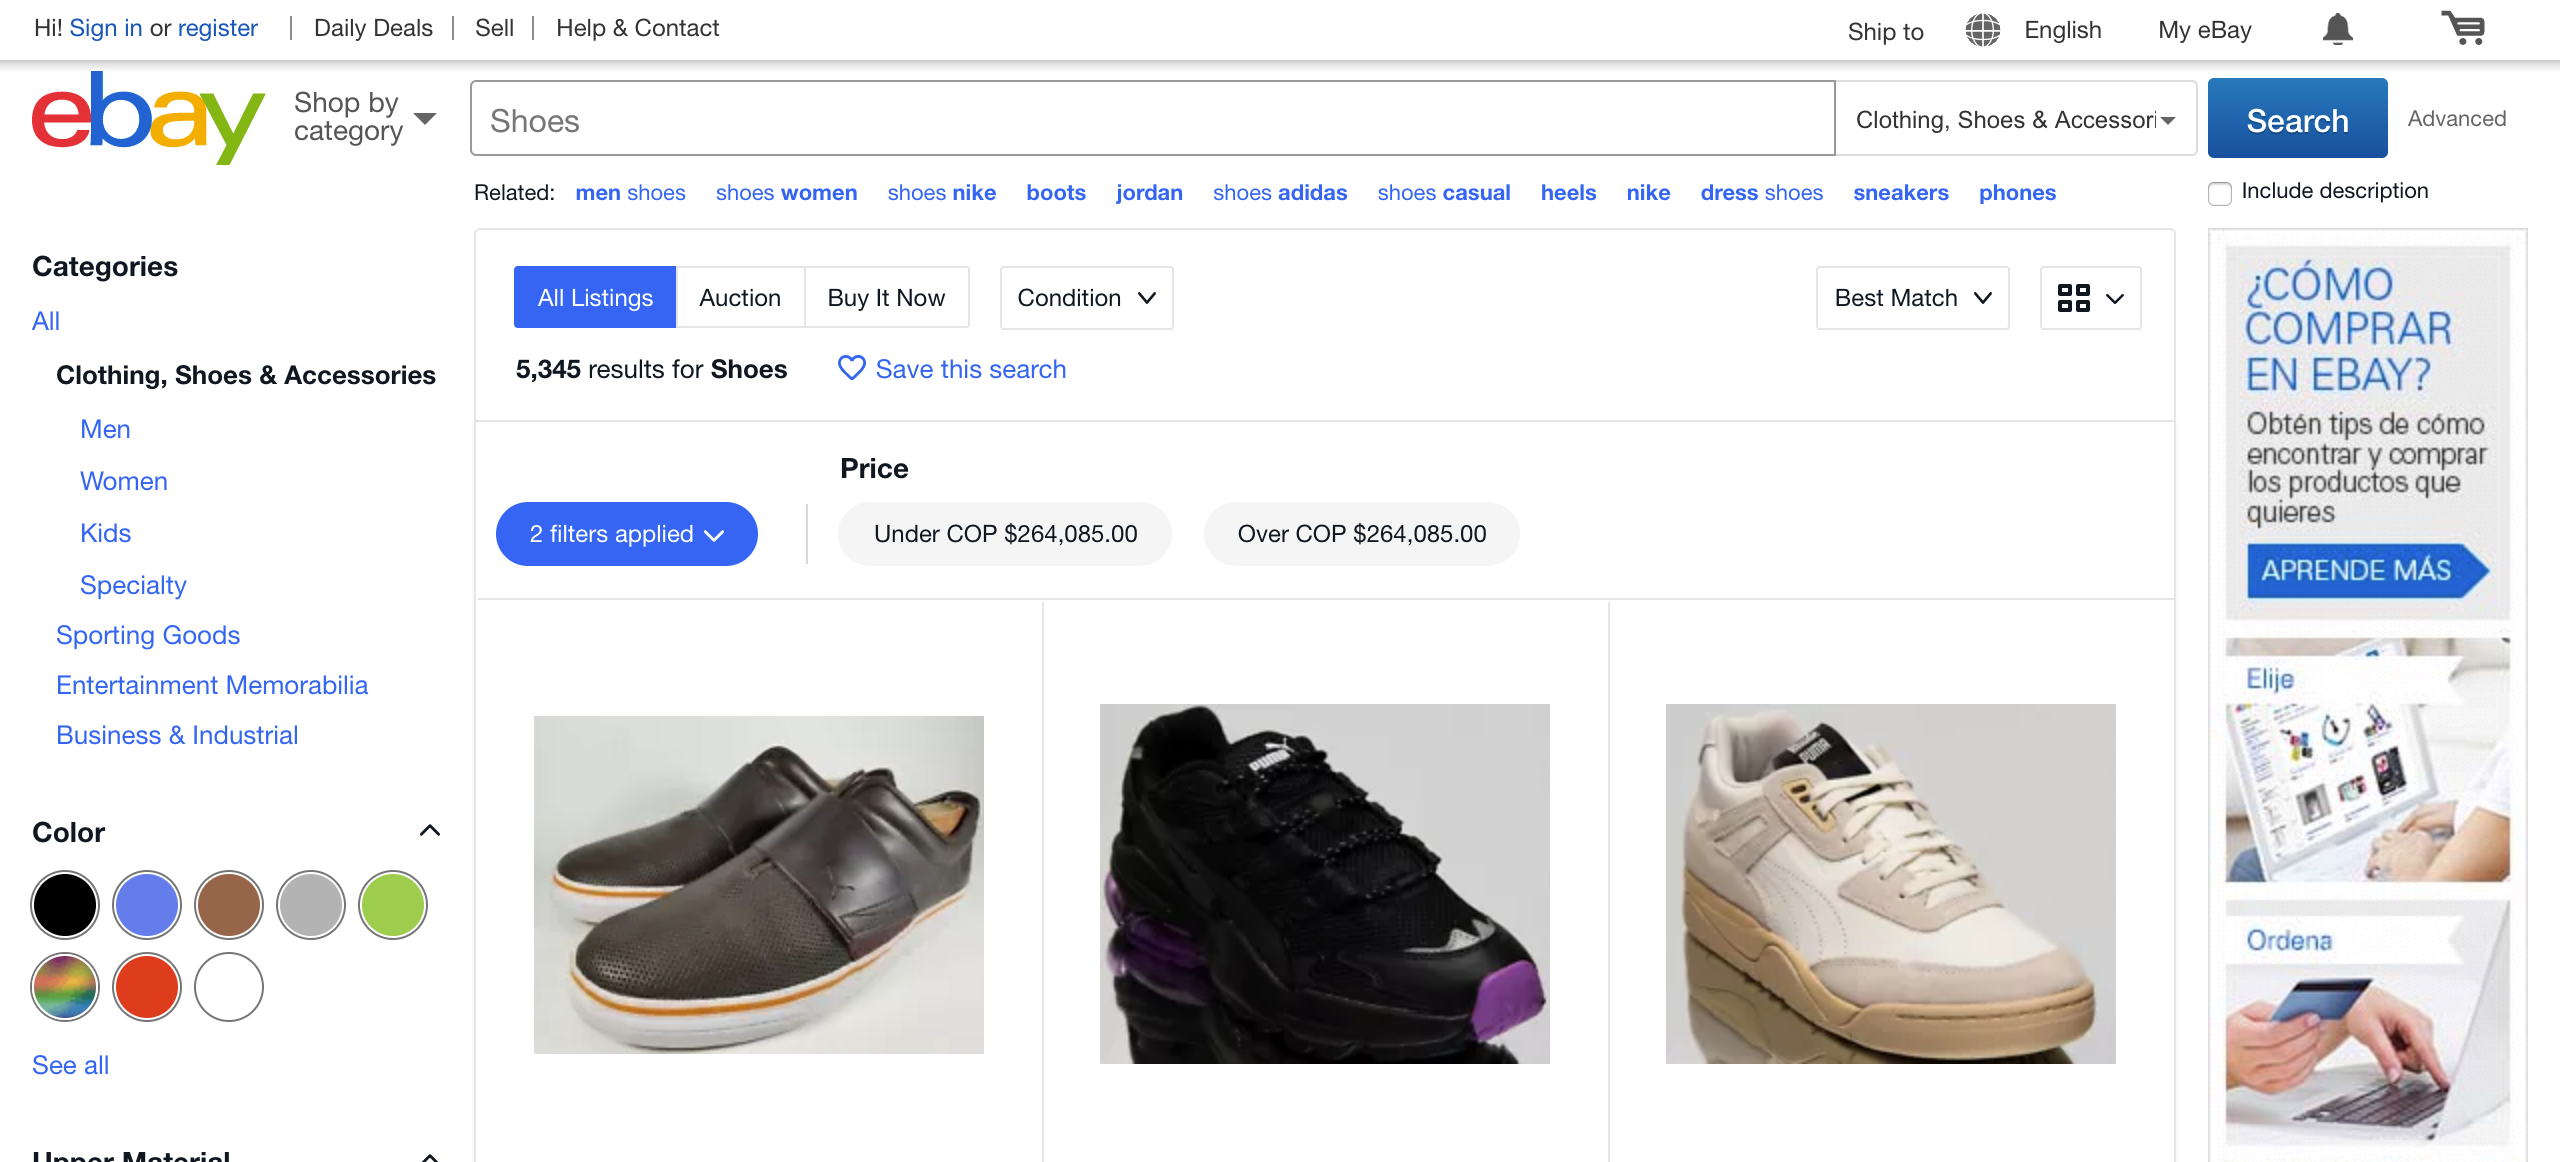 Hi! Sign in or register | Daily Deals | Sell | Help & Contact
Ship to English My eBay
ebay
Shop by
category
Shoes
Clothing, Shoes & Accessori
Search
Advanced
Related: men shoes shoes women shoes nike boots jordan shoes adidas shoes casual heels nike dress shoes sneakers phones
Include description
Categories
All
Clothing, Shoes & Accessories
Men
Women
Kids
Specialty
Sporting Goods
Entertainment Memorabilia
Business & Industrial
Color
See all
Upper Material
All Listings Auction Buy It Now Condition Best Match
5,345 results for Shoes Save this search
Price
2 filters applied Under COP $264,085.00 Over COP $264,085.00
PUMA
PUMA
¿CÓMO
COMPRAR
EN EBAY?
Obtén tips de cómo
encontrar y comprar
los productos que
quieres
APRENDE MÁS
Elije
Ordena